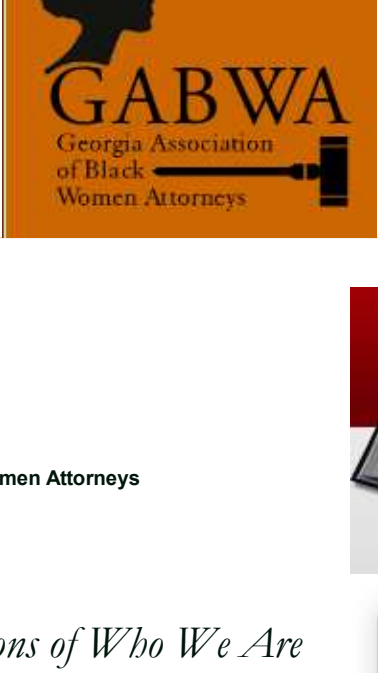 GABWA
Georgia Association
of Black
Women Attorneys
men Attorneys
ons of Who We Are